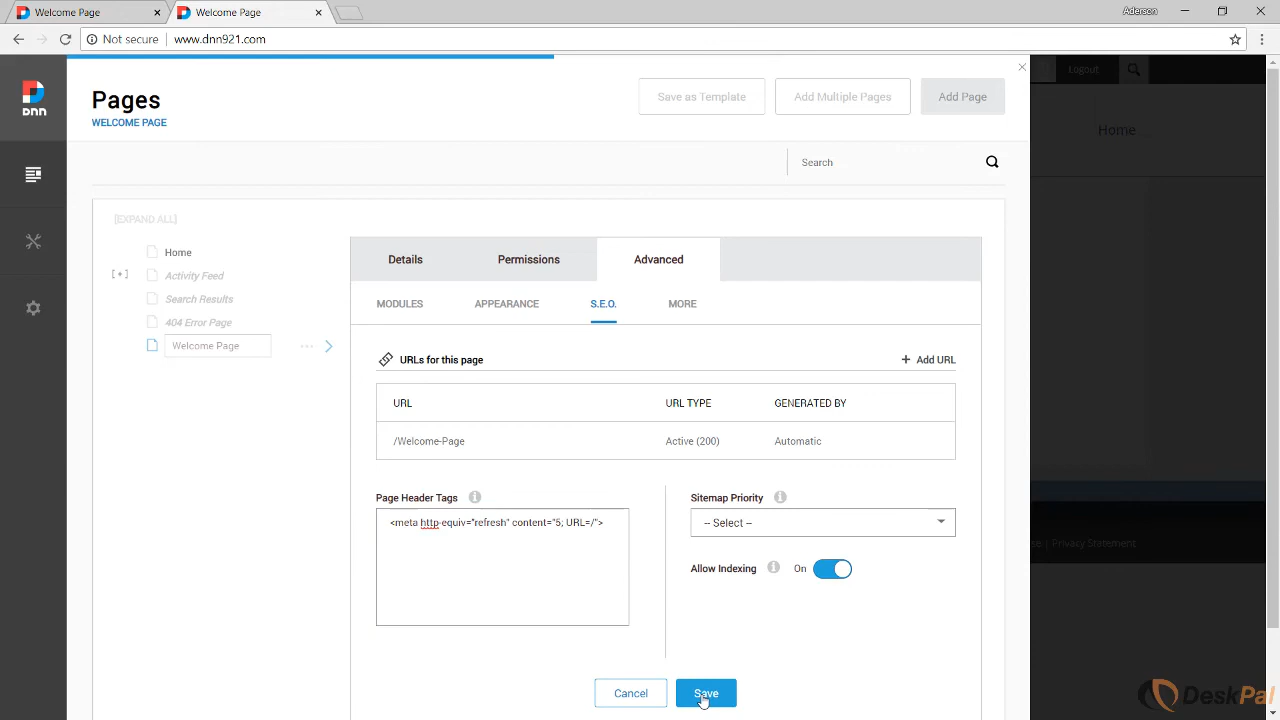 Welcome Page
Welcome Page
Aderson
Not secure
www.dnn921.com
dnn
Pages
WELCOME PAGE
Save as Template
Add Multiple Pages
Add Page
Logout
Home
Search
[EXPAND ALL]
Home
Activity Feed
Search Results
404 Error Page
Welcome Page
Details
Permissions
Advanced
MODULES
APPEARANCE
S.E.O.
MORE
URLs for this page
+ Add URL
URL
URL TYPE
GENERATED BY
/Welcome-Page
Active (200)
Automatic
Page Header Tags
<meta http-equiv="refresh" content="5; URL=/">
Sitemap Priority
-- Select --
Allow Indexing
On
| Privacy Statement
Cancel
Save
DeskPal